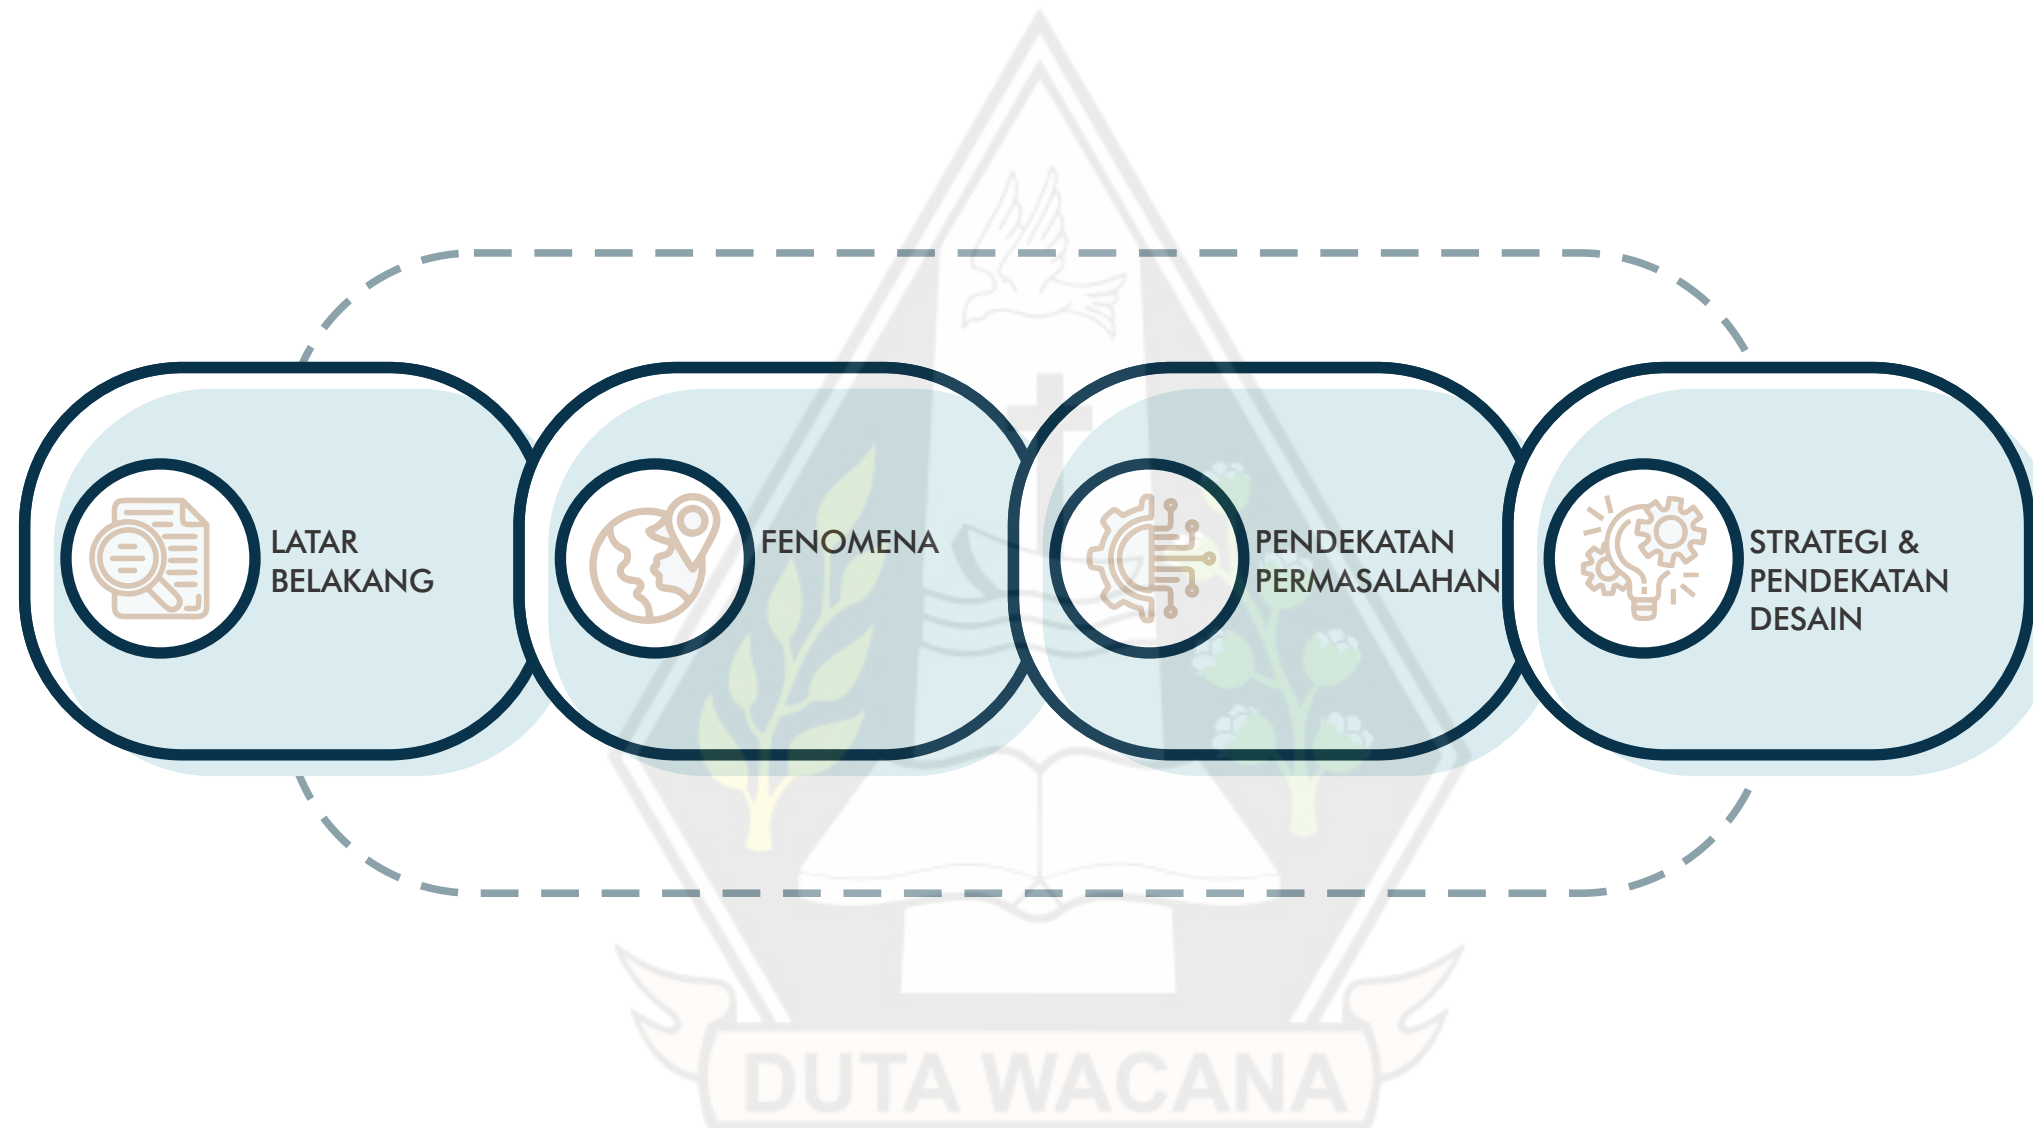 LATAR
BELAKANG
FENOMENA
PENDEKATAN
PERMASALAHAN
STRATEGI &
PENDEKATAN
DESAIN
DUTA WACANA